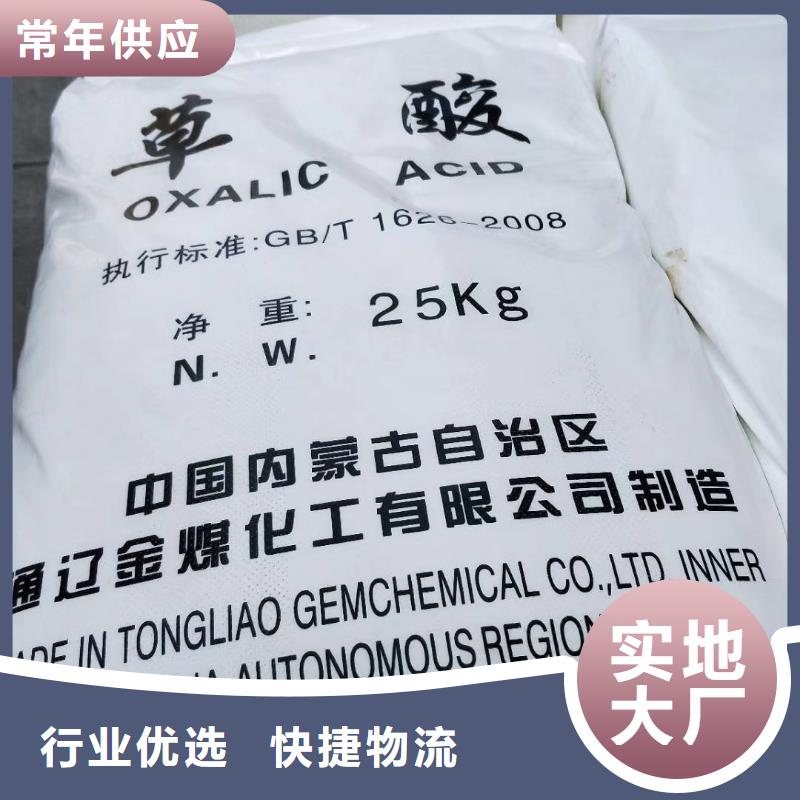 常年供应
草 酸
OXALIC ACID
执行标准:GB/T 1626-2008
净 重: 25Kg
N. W.
中国内蒙古自治区
通辽金煤化工有限公司制造
IN TONGLIAO GEMCHEMICAL CO.,LTD, INNER
AUTONOMOUS REGION
实地
大厂
行业优选 快捷物流